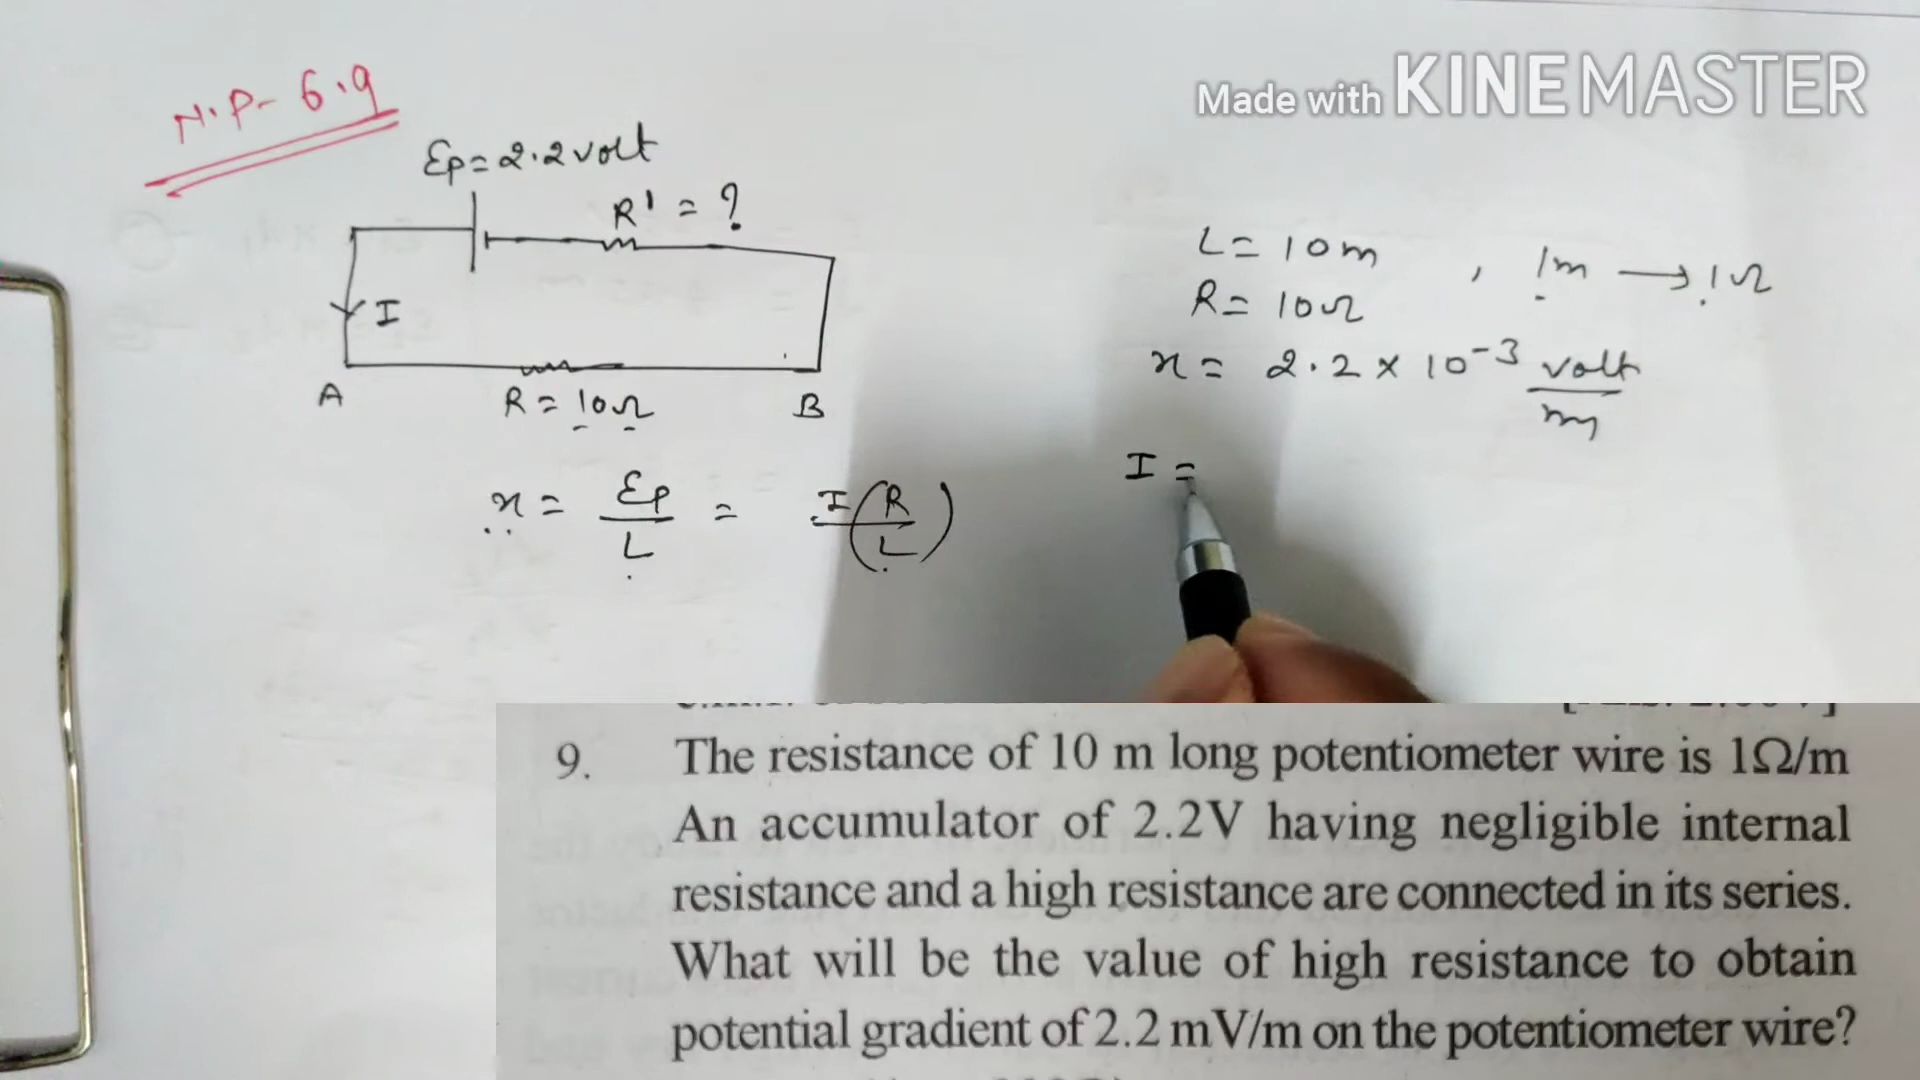 Made with KINEMASTER
N.P- 6.9
Ep = 2.2 volt
R' = ?
I
A
R = 10Ω
B
L = 10m
, 1m → 1Ω
R = 10Ω
x = 2.2 × 10⁻³ volt/m
x = Ep/L = I(R/L)
I =
9. The resistance of 10 m long potentiometer wire is 1Ω/m
An accumulator of 2.2V having negligible internal
resistance and a high resistance are connected in its series.
What will be the value of high resistance to obtain
potential gradient of 2.2 mV/m on the potentiometer wire?